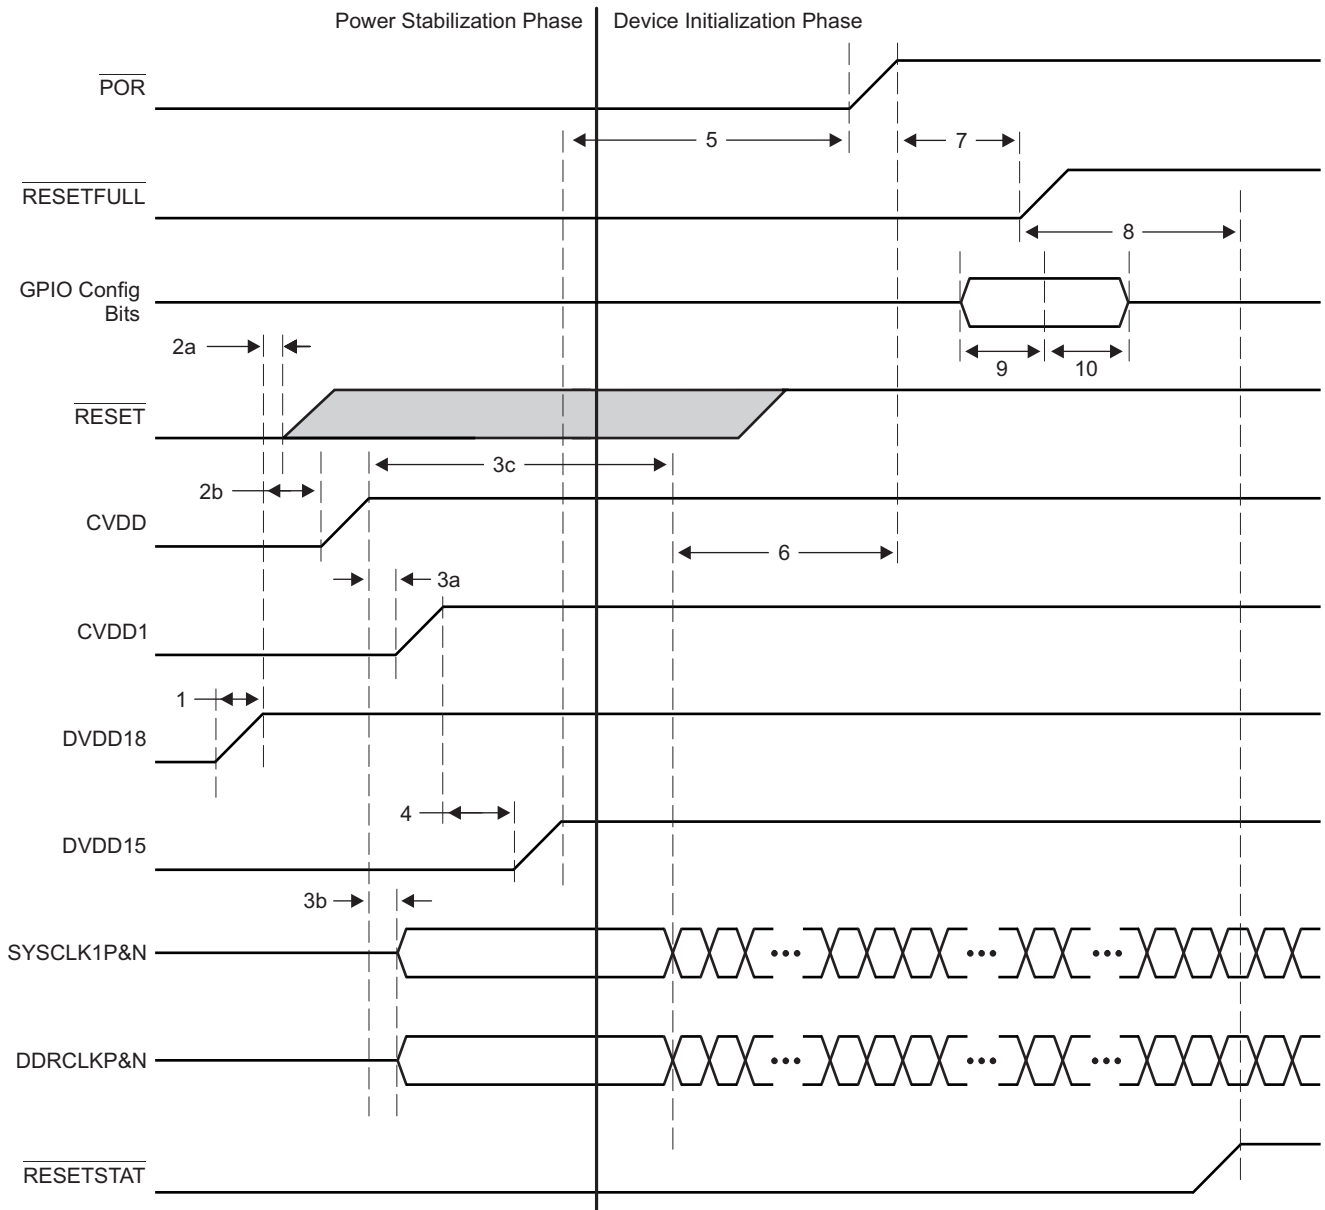 Power Stabilization Phase
Device Initialization Phase
POR
5
7
RESETFULL
8
GPIO Config
Bits
2a
9
10
RESET
3c
2b
CVDD
6
3a
CVDD1
1
DVDD18
4
DVDD15
3b
SYSCLK1P&N
DDRCLKP&N
RESETSTAT